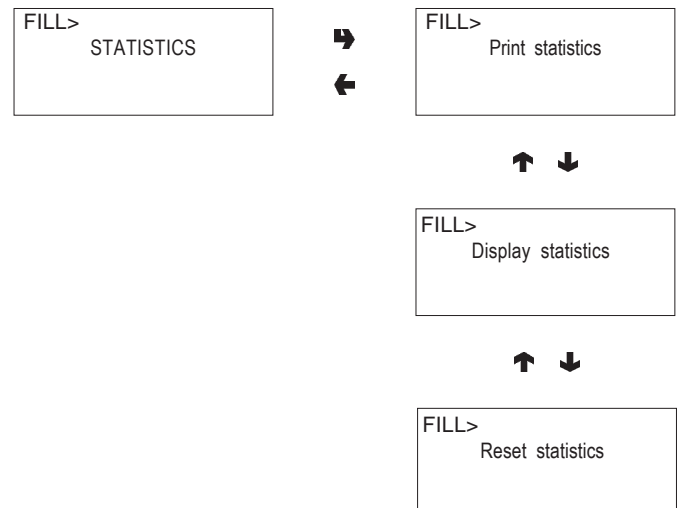 FILL>
STATISTICS
FILL>
Print statistics
FILL>
Display statistics
FILL>
Reset statistics